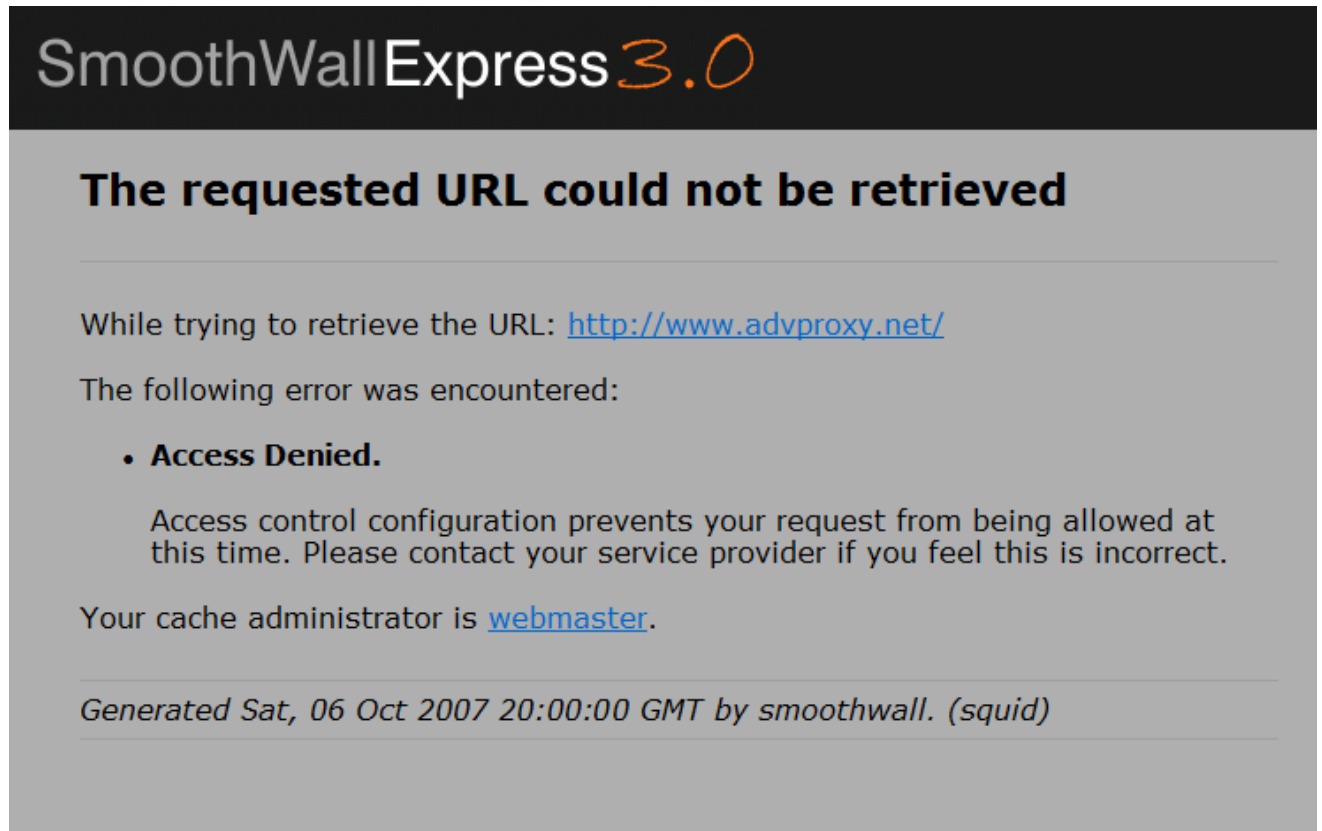 SmoothWallExpress 3.0
The requested URL could not be retrieved
While trying to retrieve the URL: http://www.advproxy.net/
The following error was encountered:
• Access Denied.
Access control configuration prevents your request from being allowed at
this time. Please contact your service provider if you feel this is incorrect.
Your cache administrator is webmaster.
Generated Sat, 06 Oct 2007 20:00:00 GMT by smoothwall. (squid)